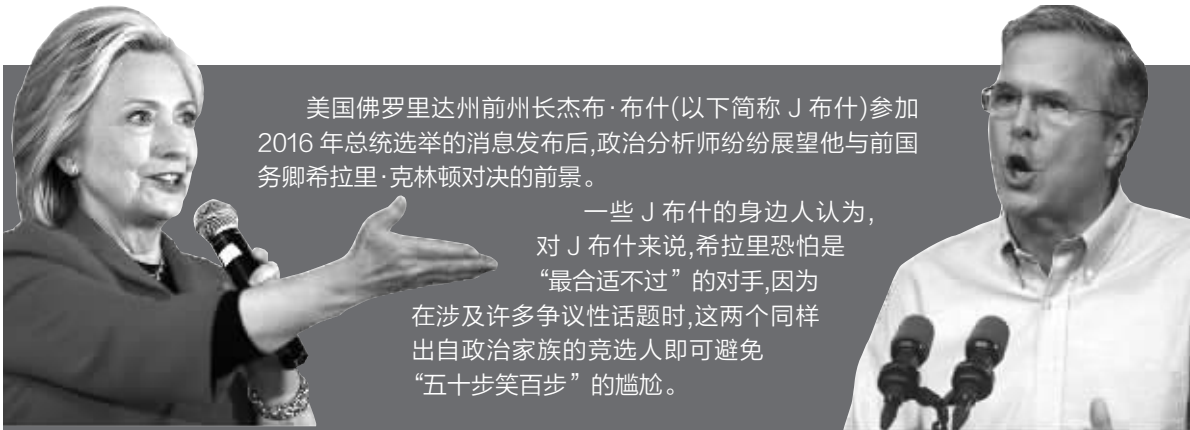 美国佛罗里达州前州长杰布·布什(以下简称 J 布什)参加
2016 年总统选举的消息发布后,政治分析师纷纷展望他与前国
务卿希拉里·克林顿对决的前景。
一些 J 布什的身边人认为,
对 J 布什来说,希拉里恐怕是
“最合适不过”的对手,因为
在涉及许多争议性话题时,这两个同样
出自政治家族的竞选人即可避免
“五十步笑百步”的尴尬。